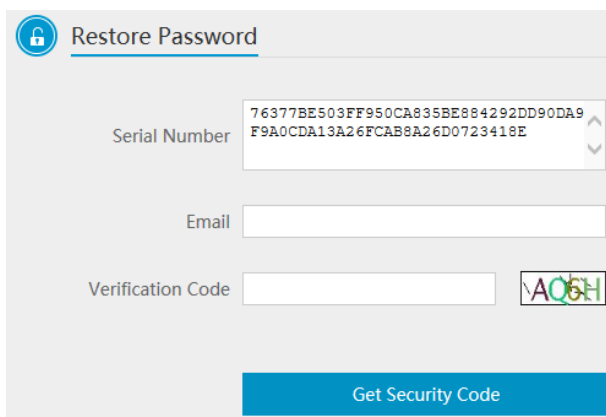 Restore Password
Serial Number
76377BE503FF950CA835BE884292DD90DA9
F9A0CDA13A26FCAB8A26D0723418E
Email
Verification Code
Get Security Code